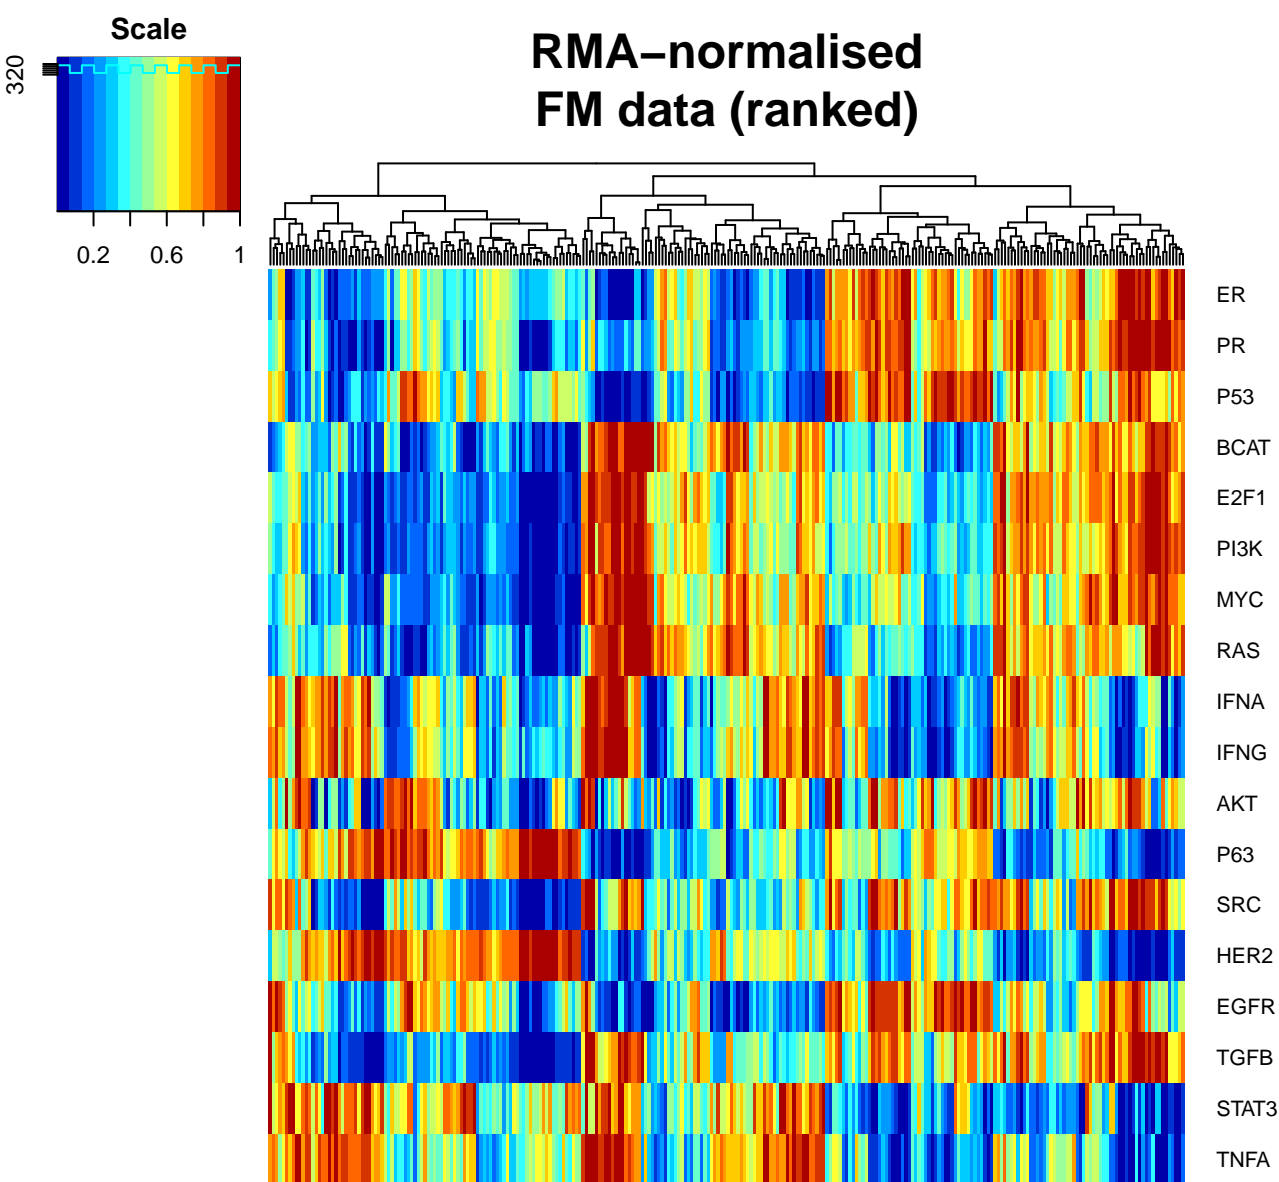 Scale
320
0.2 0.6 1
RMA−normalised
FM data (ranked)
ER
PR
P53
BCAT
E2F1
PI3K
MYC
RAS
IFNA
IFNG
AKT
P63
SRC
HER2
EGFR
TGFB
STAT3
TNFA